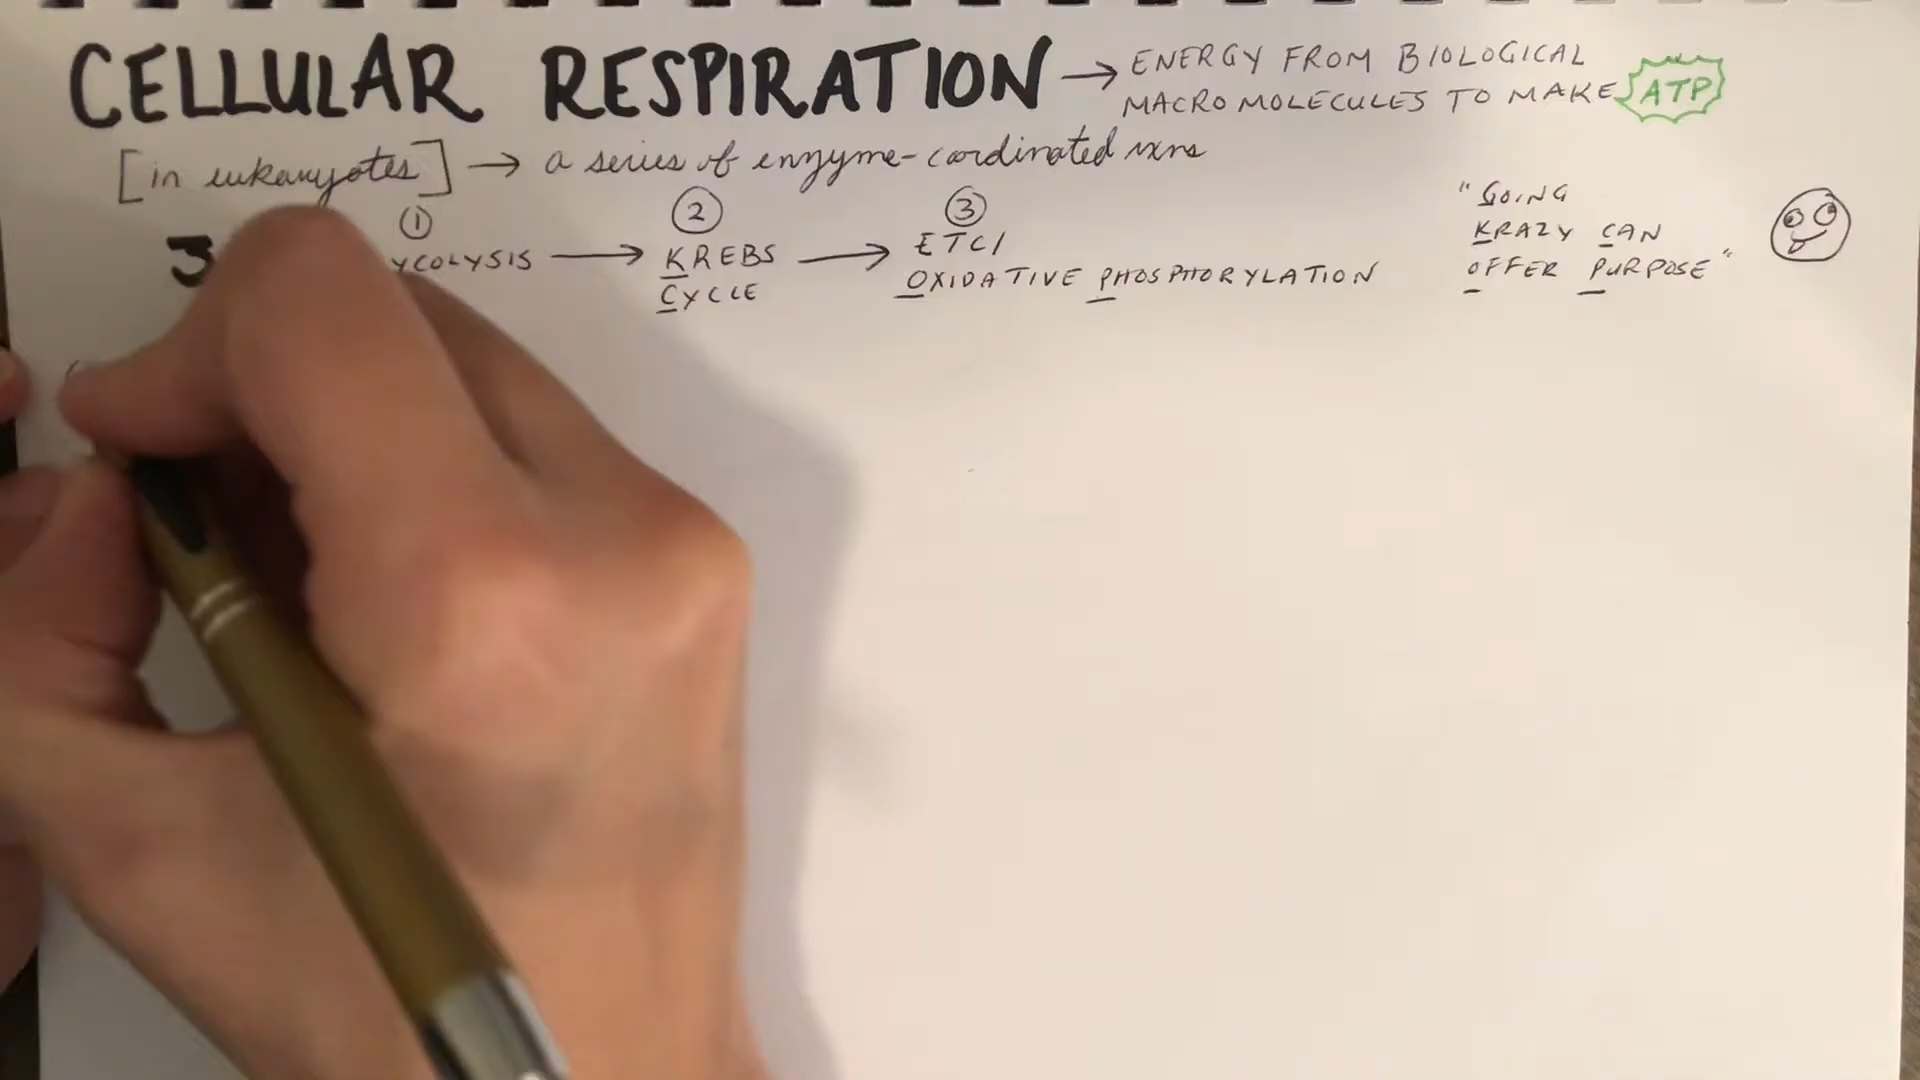 CELLULAR RESPIRATION → ENERGY FROM BIOLOGICAL
MACROMOLECULES TO MAKE ATP
[in eukaryotes] → a series of enzyme-coordinated rxns
3
① ② ③
YCOLYSIS → KREBS
CYCLE
→ ETC/
OXIDATIVE PHOSPHORYLATION
"GOING
KRAZY CAN
OFFER PURPOSE"